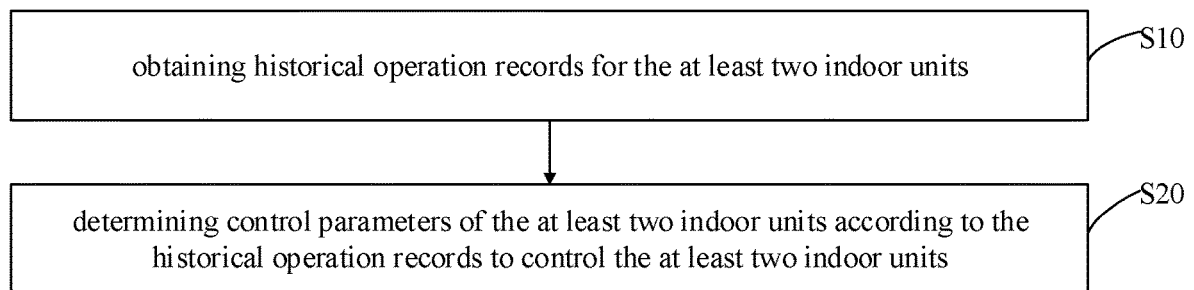 S10
obtaining historical operation records for the at least two indoor units
S20
determining control parameters of the at least two indoor units according to the
historical operation records to control the at least two indoor units